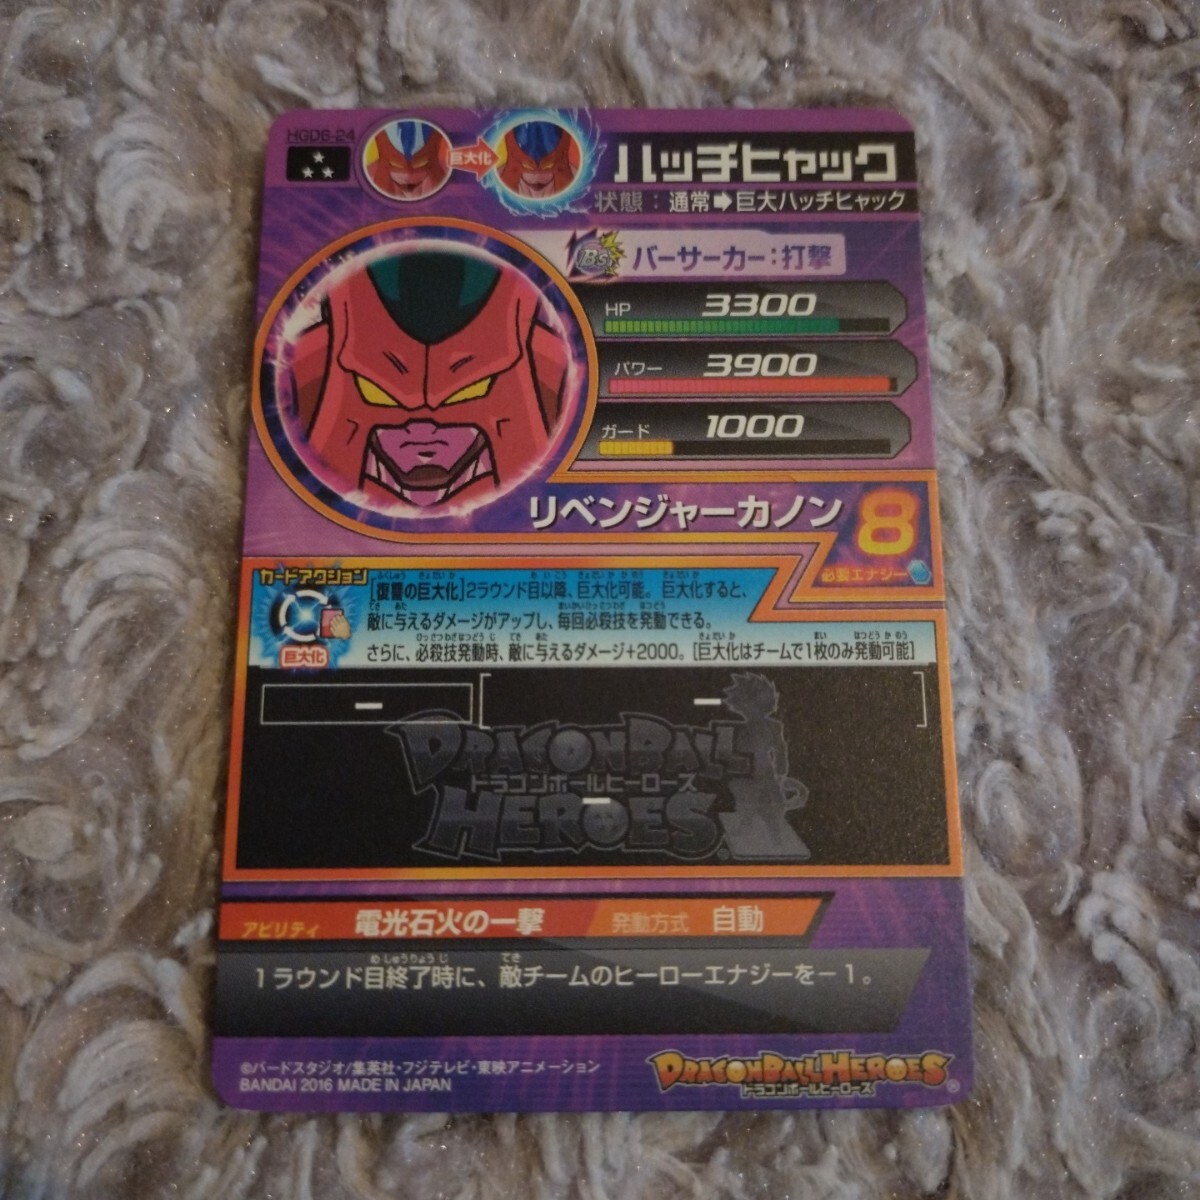 HGD6-24
巨大化
ハッチヒャック
状態：通常➡巨大ハッチヒャック
BS バーサーカー：打撃
HP 3300
パワー 3900
ガード 1000
リベンジャーカノン
8
必要エナジー
カードアクション
巨大化
[復讐の巨大化]2ラウンド目以降、巨大化可能。巨大化すると、
敵に与えるダメージがアップし、毎回必殺技を発動できる。
さらに、必殺技発動時、敵に与えるダメージ+2000。[巨大化はチームで1枚のみ発動可能]
ー
ー
DRAGON BALL
ドラゴンボールヒーローズ
HEROES
ー
アビリティ 電光石火の一撃 発動方式 自動
1ラウンド目終了時に、敵チームのヒーローエナジーを－1。
©バードスタジオ/集英社・フジテレビ・東映アニメーション
BANDAI 2016 MADE IN JAPAN
DRAGON BALL HEROES
ドラゴンボールヒーローズ